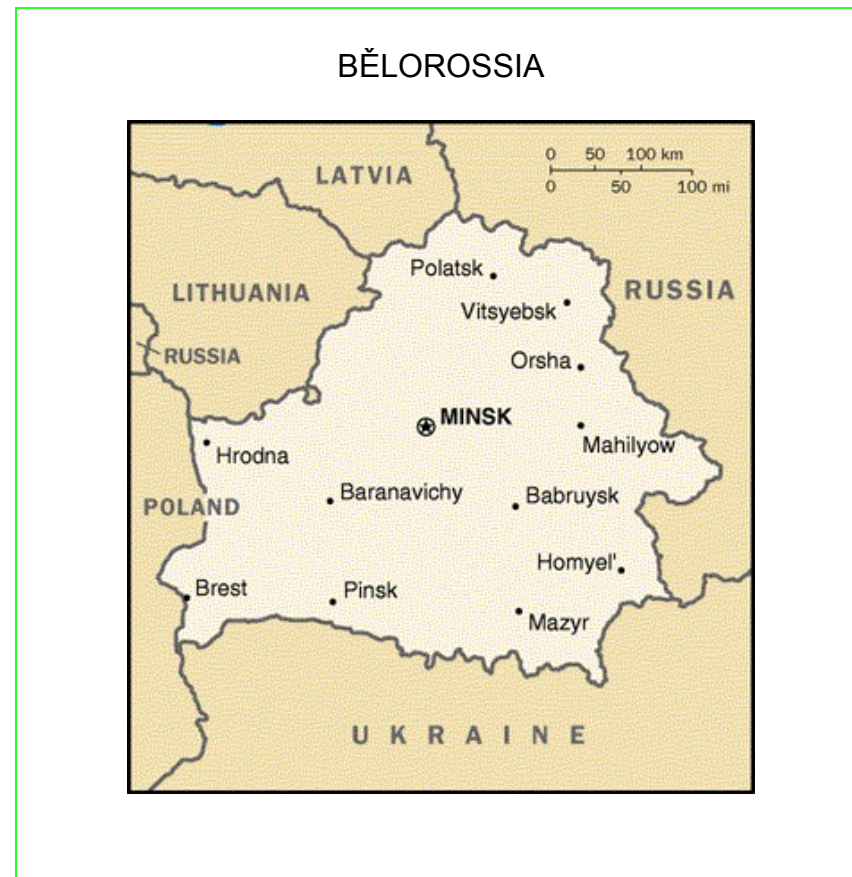 BĚLOROSSIA
0 50 100 km
0 50 100 mi
LATVIA
Polatsk
LITHUANIA
RUSSIA
Vitsyebsk
RUSSIA
Orsha
MINSK
Mahilyow
Hrodna
Baranavichy
Babruysk
POLAND
Homyel'
Brest
Pinsk
Mazyr
UKRAINE